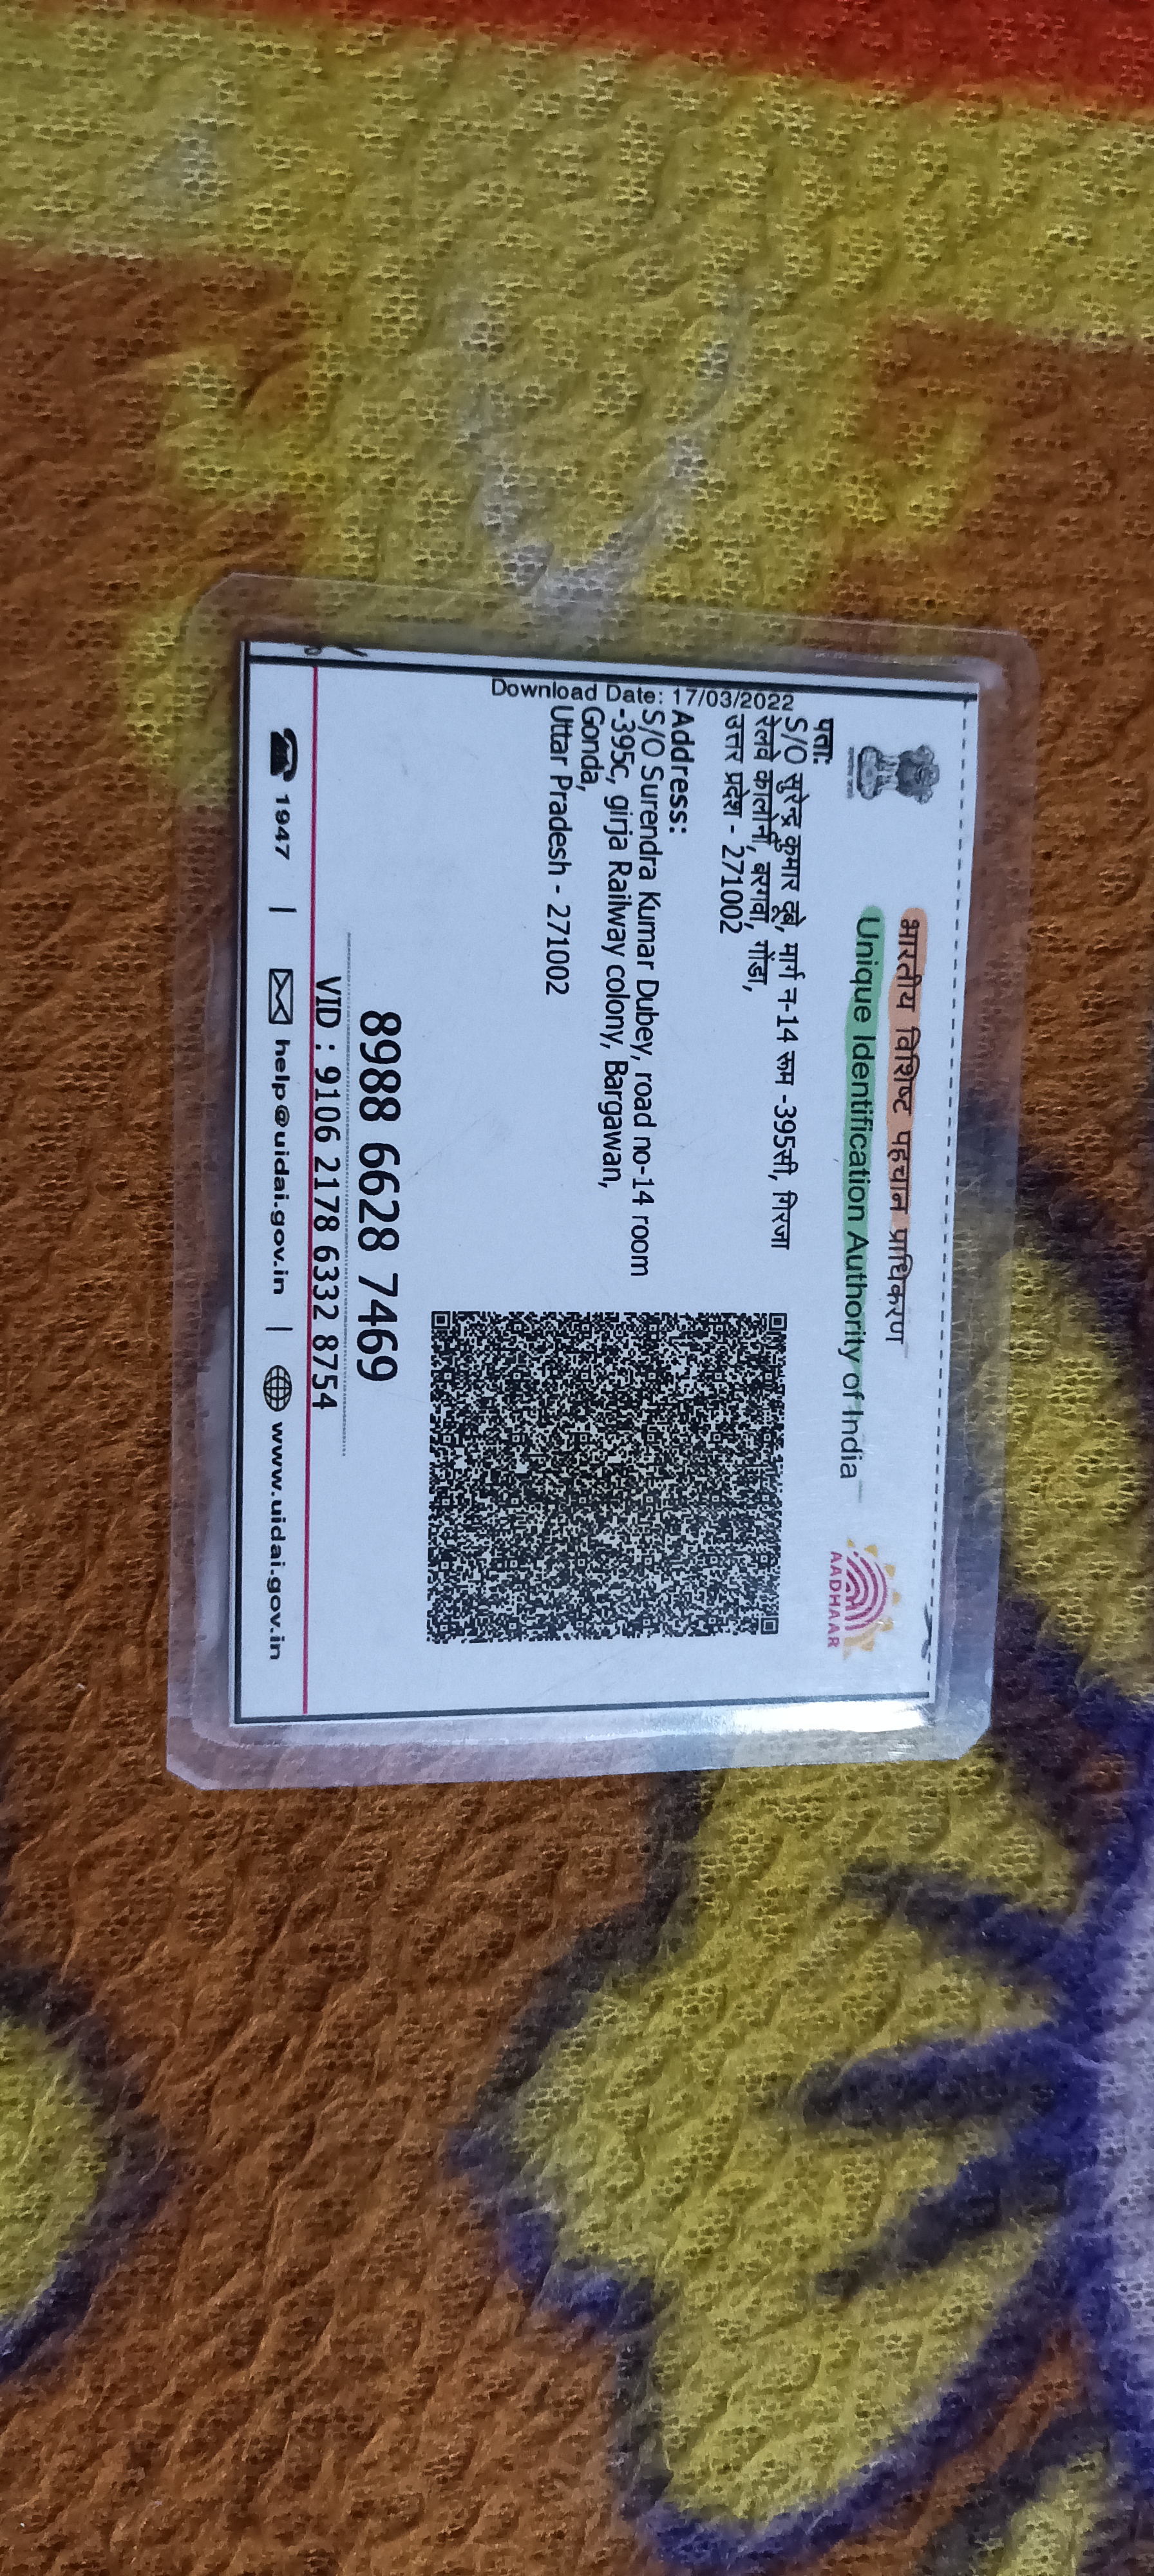 भारतीय विशिष्ट पहचान प्राधिकरण
Unique Identification Authority of India
AADHAAR
Download Date: 17/03/2022
पता:
S/O सुरेन्द्र कुमार दूबे, मार्ग न-14 रूम -395सी, गिरजा
रेलवे कालोनी, बरगवां, गोंडा,
उत्तर प्रदेश - 271002
Address:
S/O Surendra Kumar Dubey, road no-14 room
-395c, girja Railway colony, Bargawan,
Gonda,
Uttar Pradesh - 271002
8988 6628 7469
VID : 9106 2178 6332 8754
1947 | help@uidai.gov.in | www.uidai.gov.in